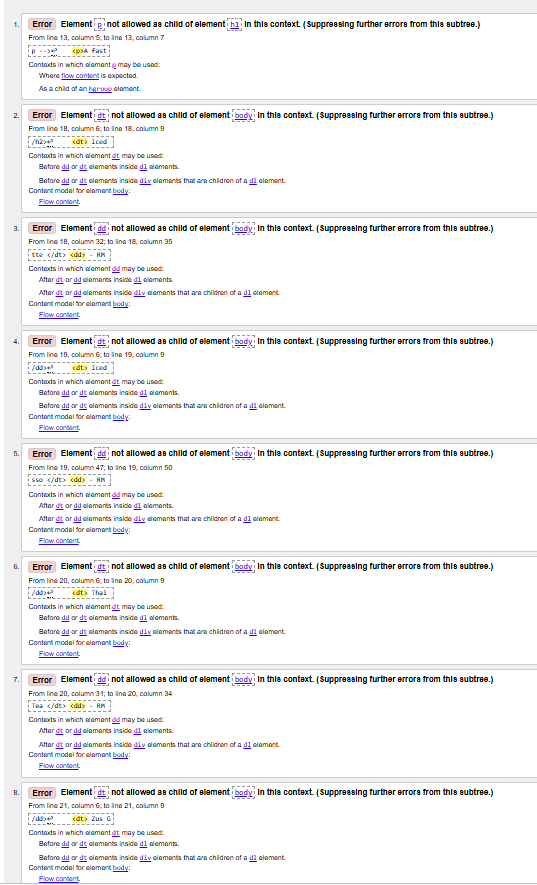 1. Error Element p not allowed as child of element h1 in this context. (Suppressing further errors from this subtree.)
From line 13, column 5; to line 13, column 7
p -->↩ <p>A fast
Contexts in which element p may be used:
Where flow content is expected.
As a child of an hgroup element.
2. Error Element dt not allowed as child of element body in this context. (Suppressing further errors from this subtree.)
From line 18, column 6; to line 18, column 9
/h2>↩ <dt> Iced
Contexts in which element dt may be used:
Before dd or dt elements inside dl elements.
Before dd or dt elements inside div elements that are children of a dl element.
Content model for element body:
Flow content.
3. Error Element dd not allowed as child of element body in this context. (Suppressing further errors from this subtree.)
From line 18, column 32; to line 18, column 35
tte </dt> <dd> - RM
Contexts in which element dd may be used:
After dt or dd elements inside dl elements.
After dt or dd elements inside div elements that are children of a dl element.
Content model for element body:
Flow content.
4. Error Element dt not allowed as child of element body in this context. (Suppressing further errors from this subtree.)
From line 19, column 6; to line 19, column 9
/dd>↩ <dt> Iced
Contexts in which element dt may be used:
Before dd or dt elements inside dl elements.
Before dd or dt elements inside div elements that are children of a dl element.
Content model for element body:
Flow content.
5. Error Element dd not allowed as child of element body in this context. (Suppressing further errors from this subtree.)
From line 19, column 47; to line 19, column 50
sso </dt> <dd> - RM
Contexts in which element dd may be used:
After dt or dd elements inside dl elements.
After dt or dd elements inside div elements that are children of a dl element.
Content model for element body:
Flow content.
6. Error Element dt not allowed as child of element body in this context. (Suppressing further errors from this subtree.)
From line 20, column 6; to line 20, column 9
/dd>↩ <dt> Thai
Contexts in which element dt may be used:
Before dd or dt elements inside dl elements.
Before dd or dt elements inside div elements that are children of a dl element.
Content model for element body:
Flow content.
7. Error Element dd not allowed as child of element body in this context. (Suppressing further errors from this subtree.)
From line 20, column 31; to line 20, column 34
Tea </dt> <dd> - RM
Contexts in which element dd may be used:
After dt or dd elements inside dl elements.
After dt or dd elements inside div elements that are children of a dl element.
Content model for element body:
Flow content.
8. Error Element dt not allowed as child of element body in this context. (Suppressing further errors from this subtree.)
From line 21, column 6; to line 21, column 9
/dd>↩ <dt> Zus G
Contexts in which element dt may be used:
Before dd or dt elements inside dl elements.
Before dd or dt elements inside div elements that are children of a dl element.
Content model for element body:
Flow content.